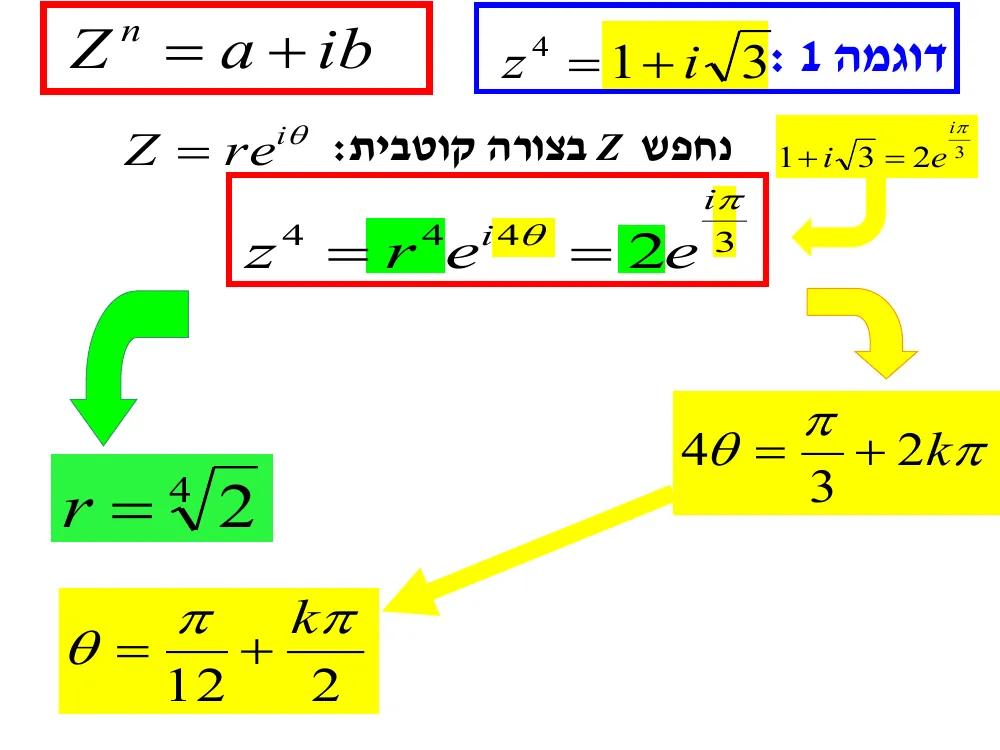 Z^n = a + ib
דוגמה 1 : z^4 = 1 + i√3
נחפש Z בצורה קוטבית: Z = re^{iθ}
1 + i√3 = 2e^{iπ/3}
z^4 = r^4 e^{i4θ} = 2e^{iπ/3}
4θ = π/3 + 2kπ
r = ∜2
θ = π/12 + kπ/2